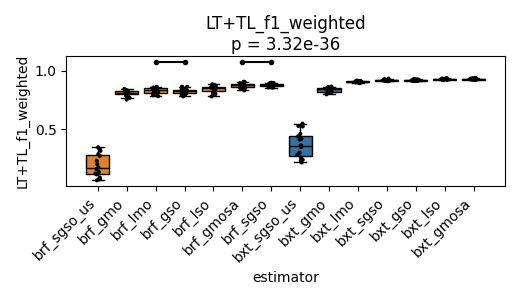 LT+TL_f1_weighted
p = 3.32e-36
LT+TL_f1_weighted
1.0
0.5
brf_sgso_us
brf_gmo
brf_lmo
brf_gso
brf_lso
brf_gmosa
brf_sgso
bxt_sgso_us
bxt_gmo
bxt_lmo
bxt_sgso
bxt_gso
bxt_lso
bxt_gmosa
estimator